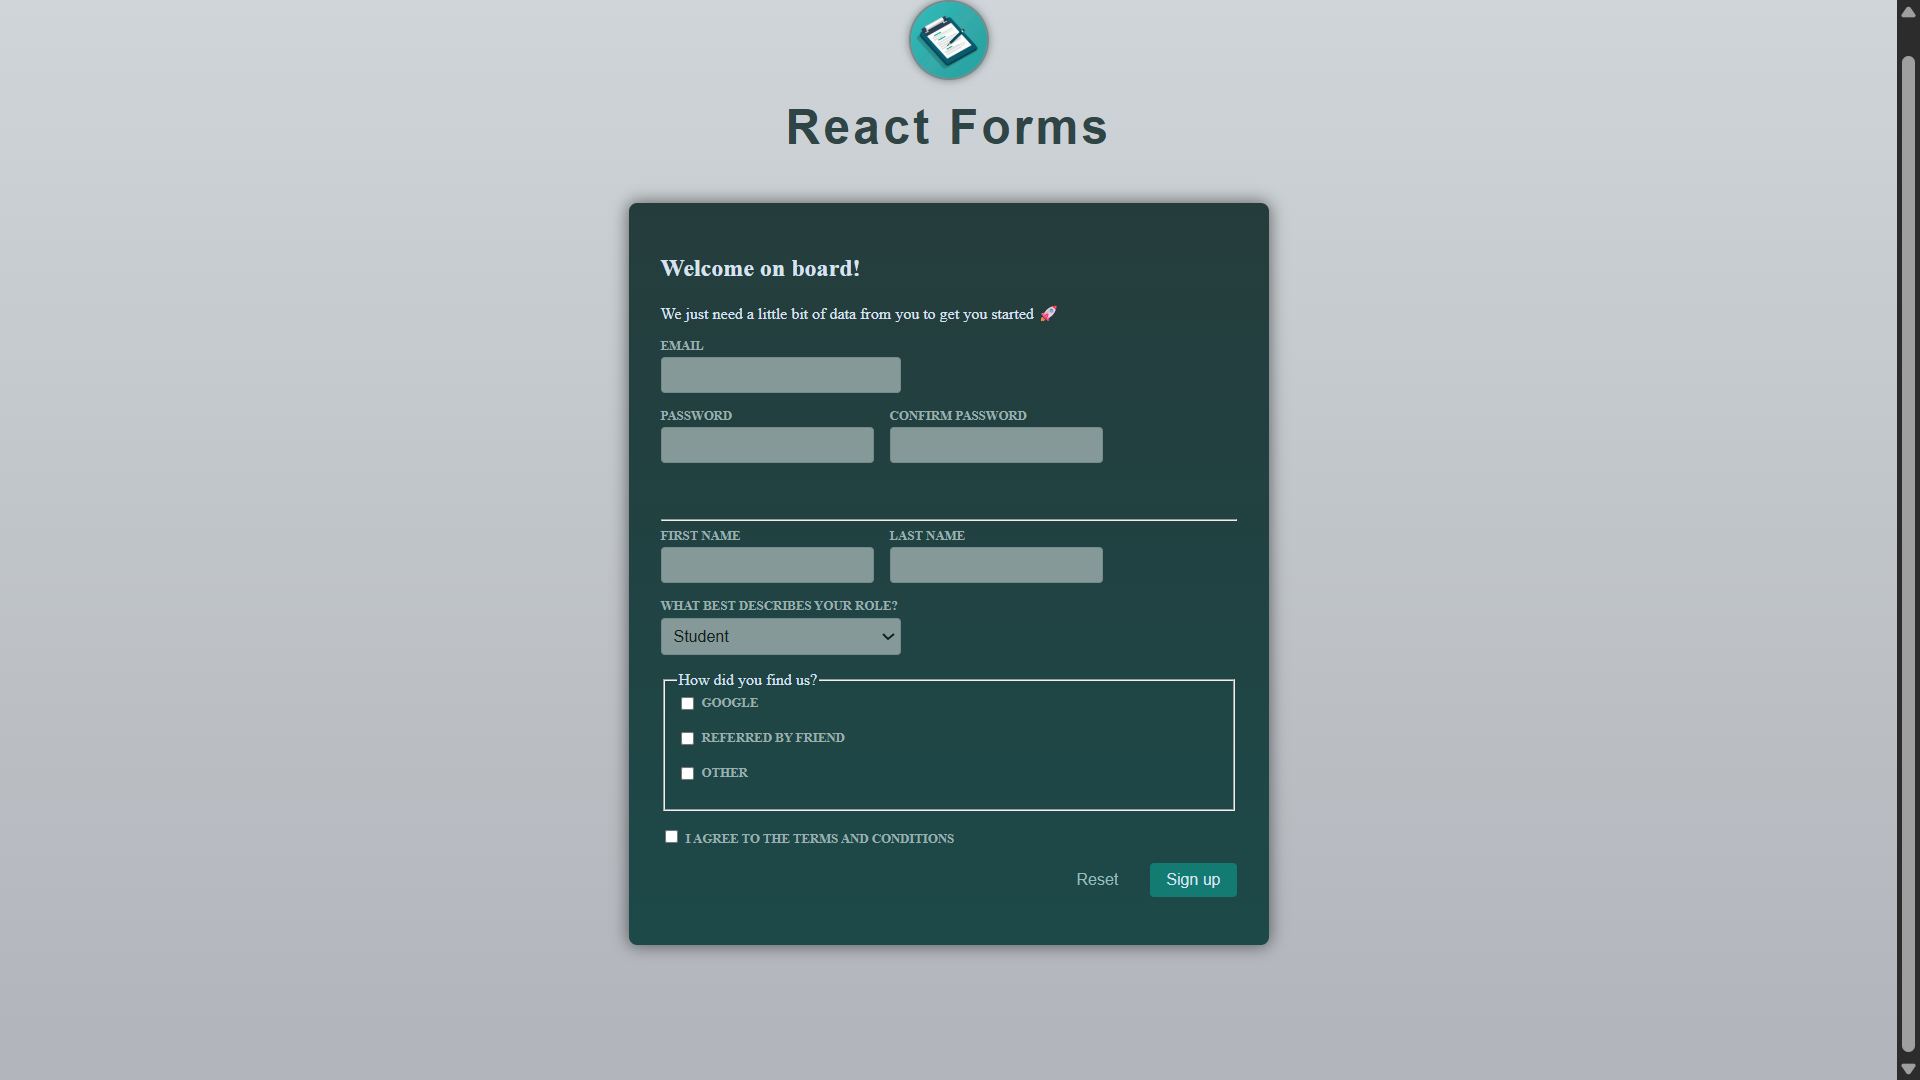 React Forms
Welcome on board!
We just need a little bit of data from you to get you started 🚀
EMAIL
PASSWORD CONFIRM PASSWORD
FIRST NAME LAST NAME
WHAT BEST DESCRIBES YOUR ROLE?
Student
How did you find us?
GOOGLE
REFERRED BY FRIEND
OTHER
I AGREE TO THE TERMS AND CONDITIONS
Reset Sign up